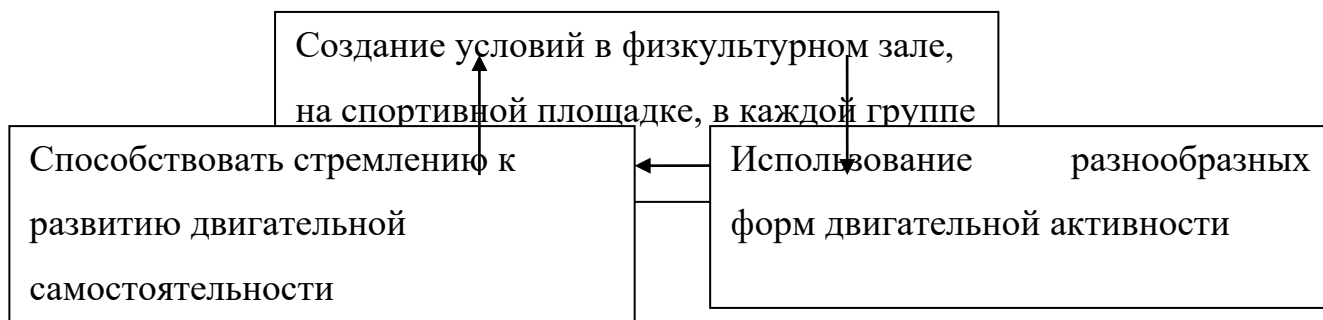 Создание условий в физкультурном зале,
на спортивной площадке, в каждой группе
Способствовать стремлению к
развитию двигательной
самостоятельности
Использование разнообразных
форм двигательной активности